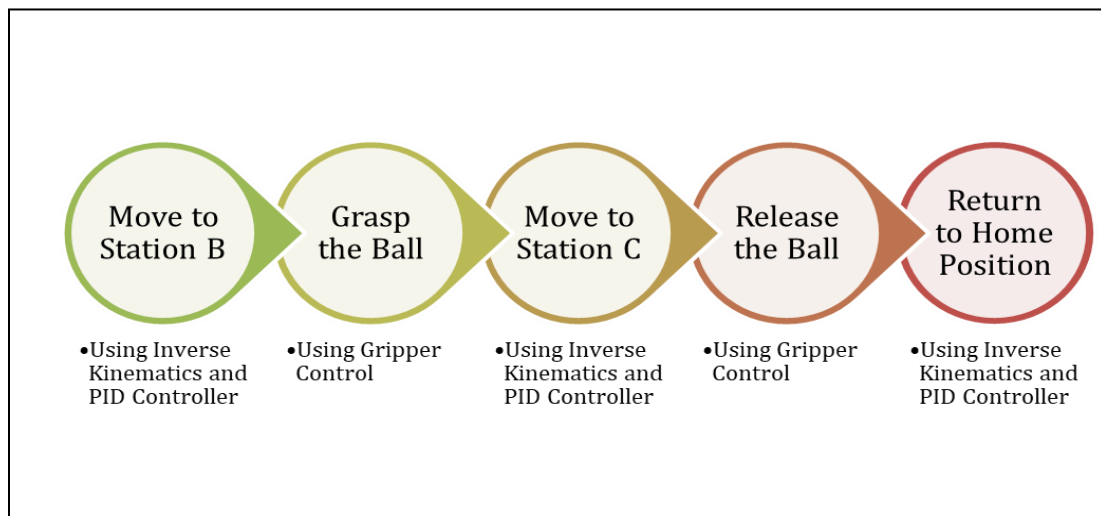 Move to
Station B
Grasp
the Ball
Move to
Station C
Release
the Ball
Return
to Home
Position
•Using Inverse
Kinematics and
PID Controller
•Using Gripper
Control
•Using Inverse
Kinematics and
PID Controller
•Using Gripper
Control
•Using Inverse
Kinematics and
PID Controller